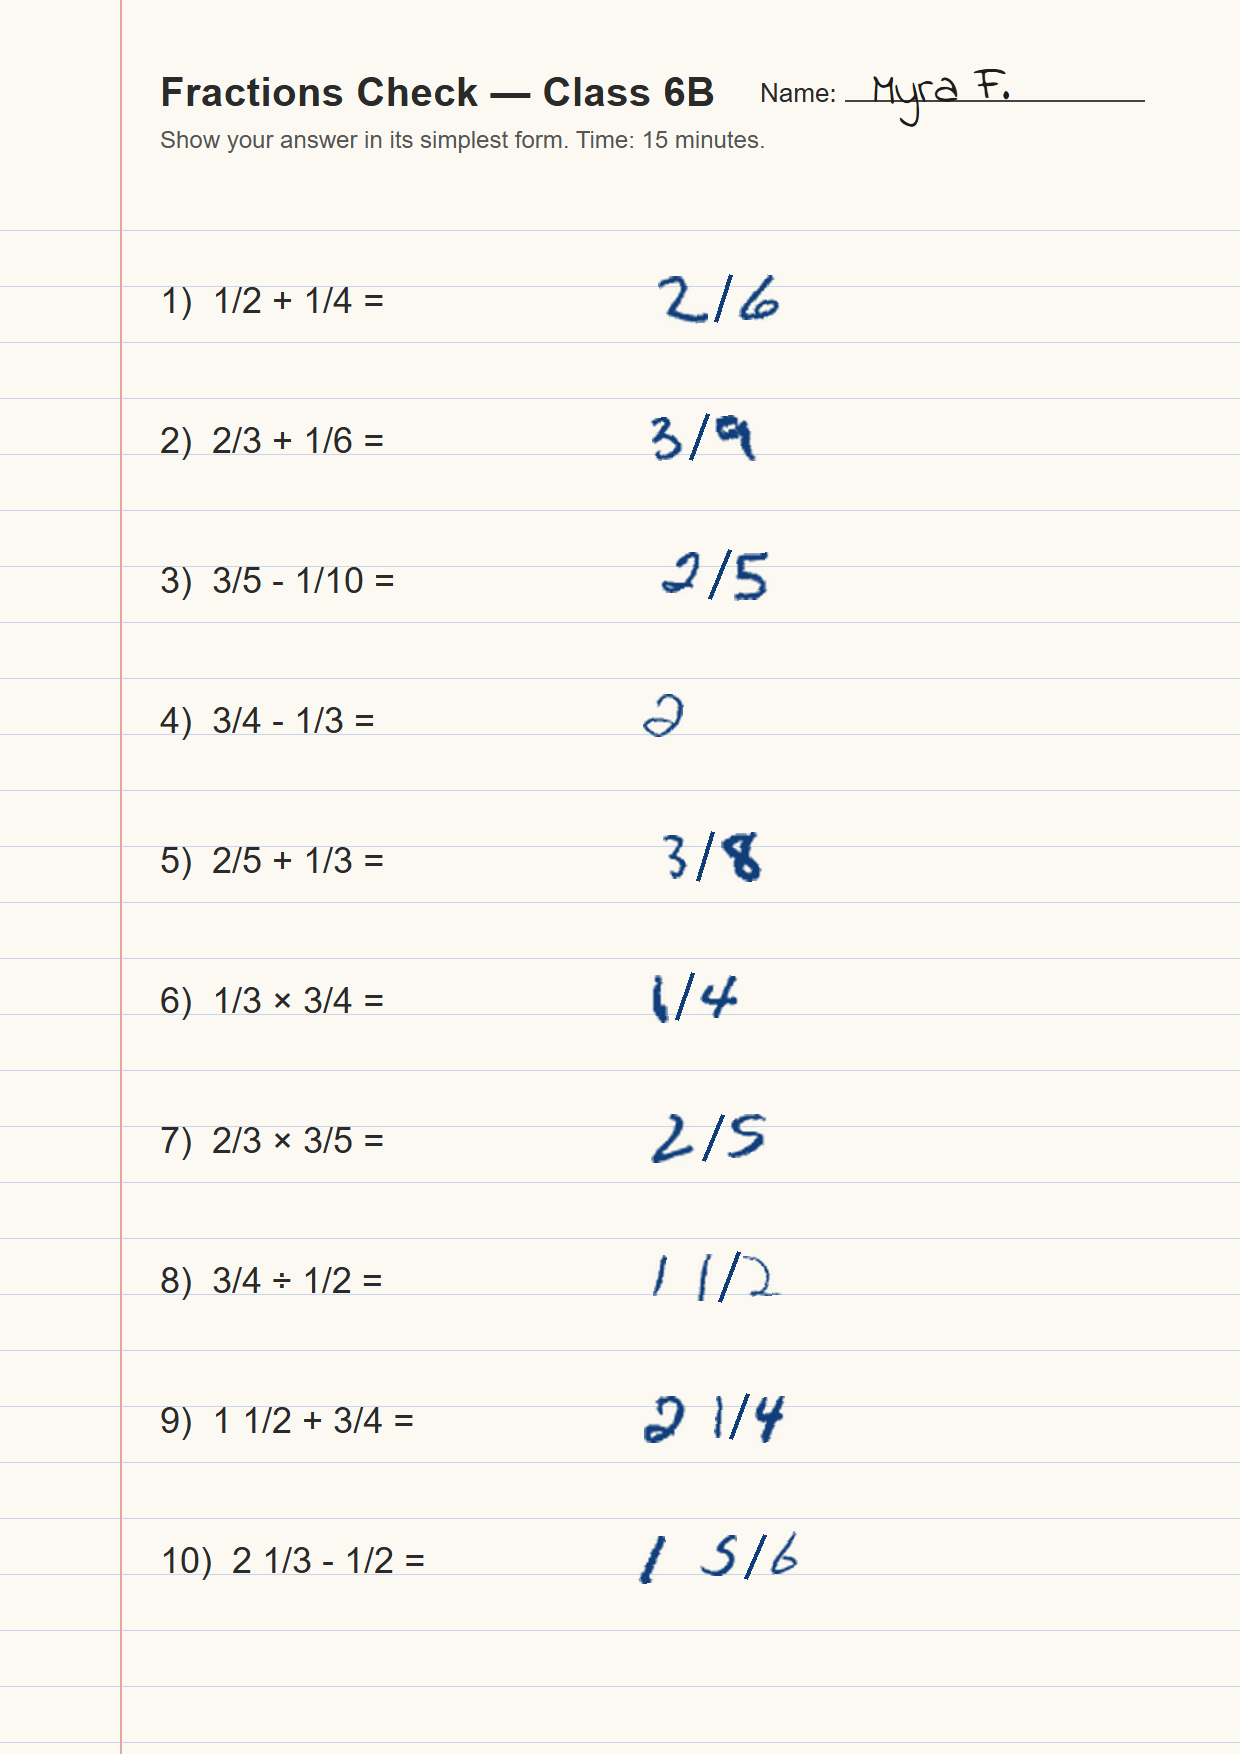 Fractions Check — Class 6B Name: Myra F.
Show your answer in its simplest form. Time: 15 minutes.
1) 1/2 + 1/4 = 2/6
2) 2/3 + 1/6 = 3/9
3) 3/5 - 1/10 = 2/5
4) 3/4 - 1/3 = 2
5) 2/5 + 1/3 = 3/8
6) 1/3 × 3/4 = 1/4
7) 2/3 × 3/5 = 2/5
8) 3/4 ÷ 1/2 = 1 1/2
9) 1 1/2 + 3/4 = 2 1/4
10) 2 1/3 - 1/2 = 1 5/6